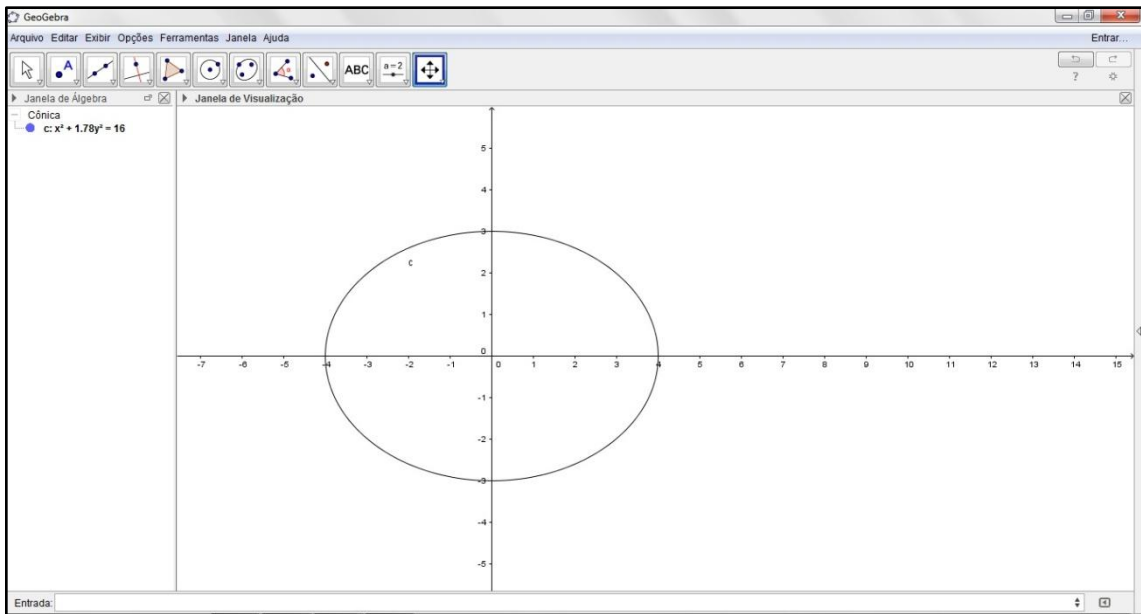 GeoGebra
Arquivo Editar Exibir Opções Ferramentas Janela Ajuda
Entrar...
A
ABC
a=2
?
Janela de Álgebra
Janela de Visualização
Cônica
c: x² + 1.78y² = 16
5
4
3
c
2
1
0
-7 -6 -5 -4 -3 -2 -1 0 1 2 3 4 5 6 7 8 9 10 11 12 13 14 15
-1
-2
-3
-4
-5
Entrada: